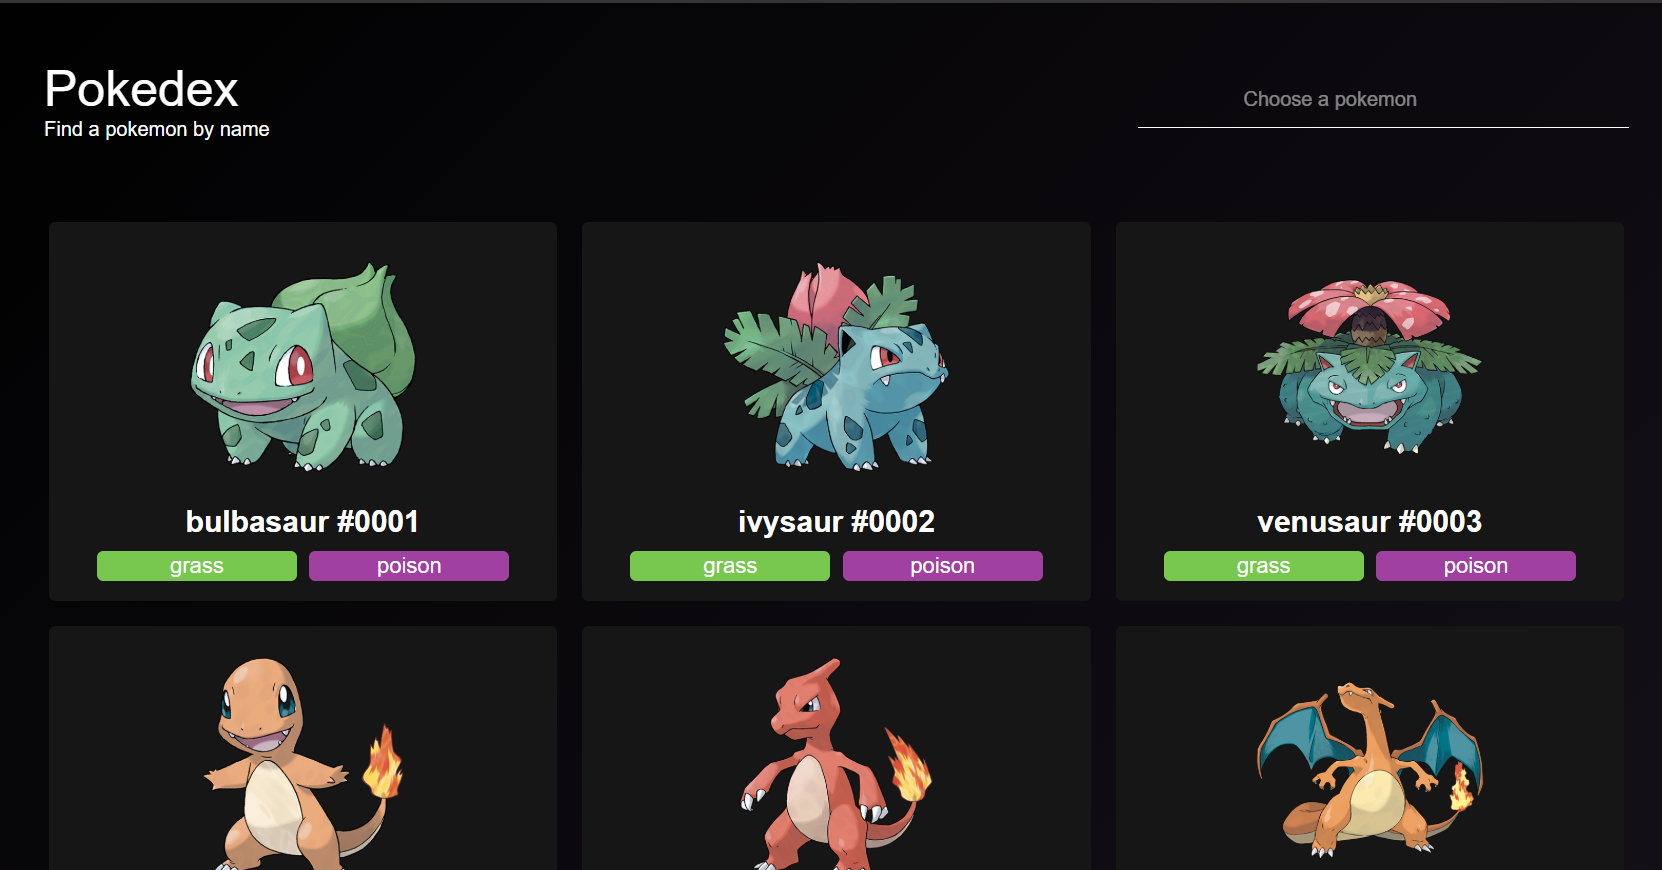 Pokedex
Find a pokemon by name
Choose a pokemon
bulbasaur #0001
grass
poison
ivysaur #0002
grass
poison
venusaur #0003
grass
poison